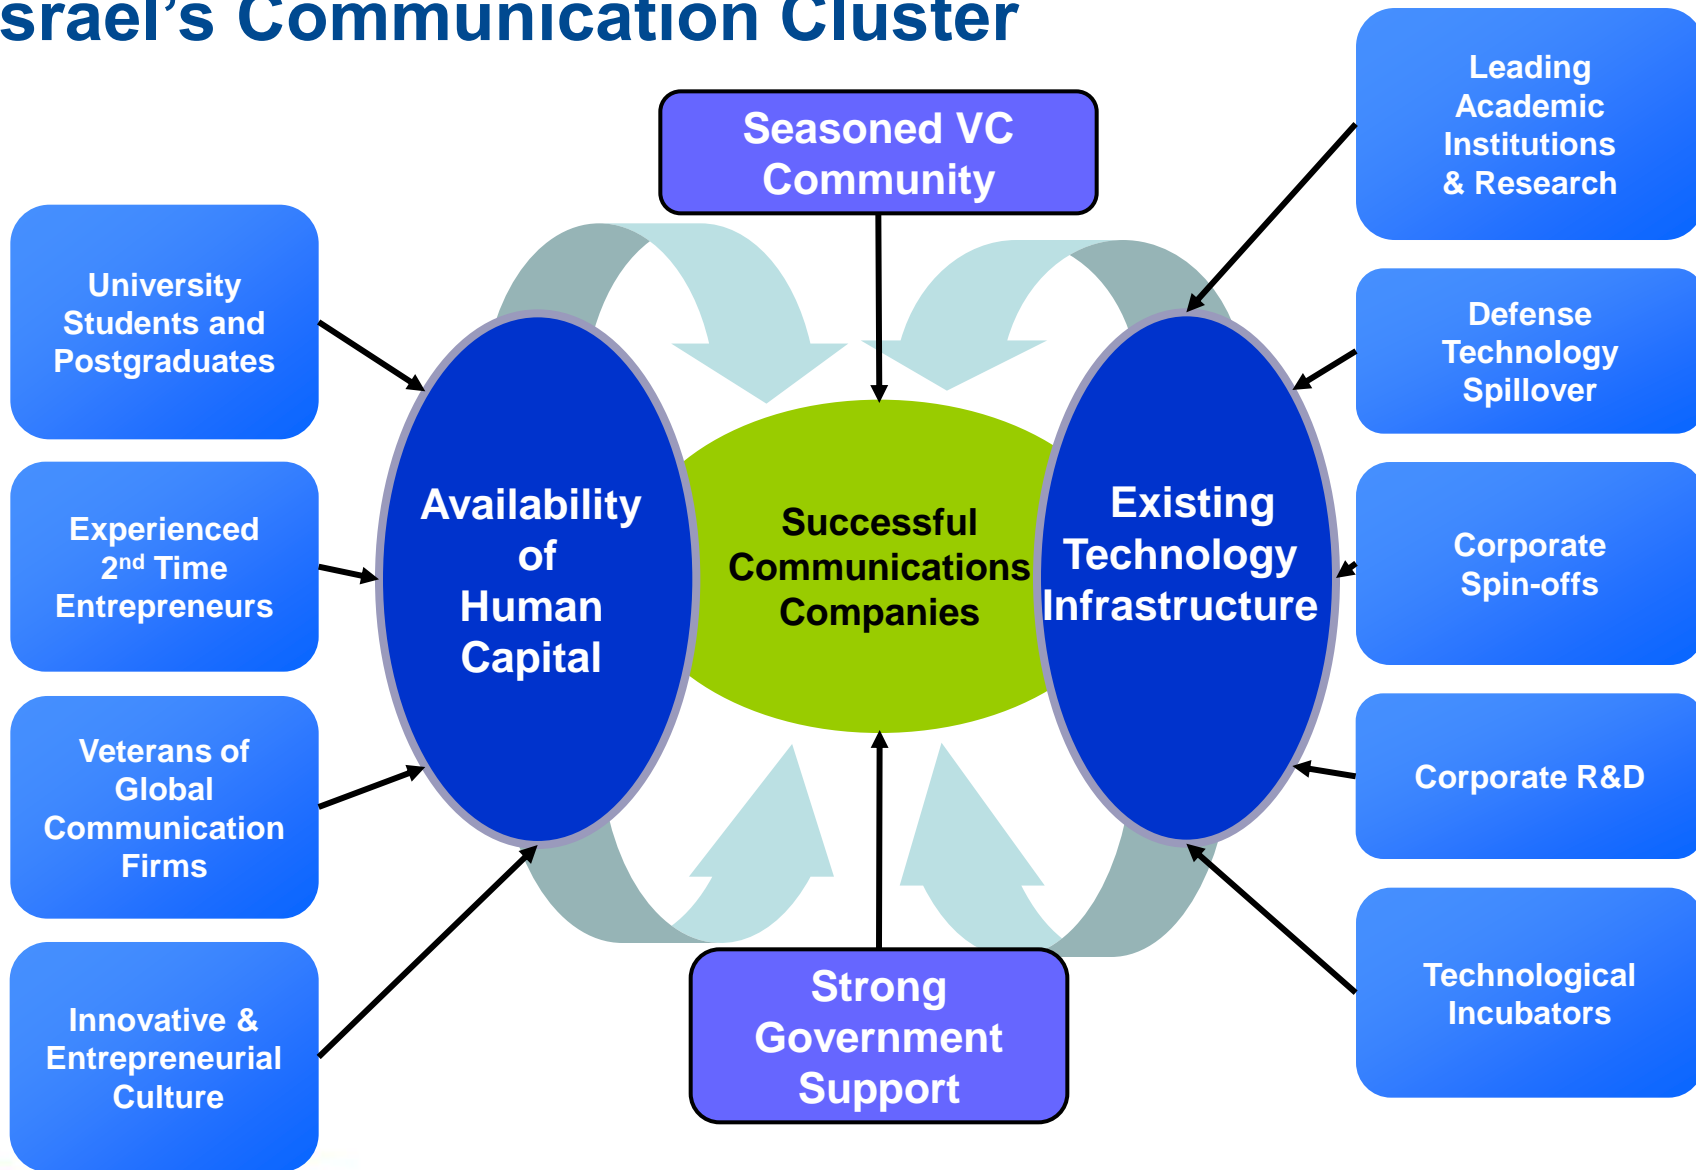 srael's Communication Cluster
Seasoned VC
Community
Leading
Academic
Institutions
& Research
University
Students and
Postgraduates
Defense
Technology
Spillover
Experienced
2nd Time
Entrepreneurs
Availability
of
Human
Capital
Successful
Communications
Companies
Existing
Technology
Infrastructure
Corporate
Spin-offs
Veterans of
Global
Communication
Firms
Corporate R&D
Innovative &
Entrepreneurial
Culture
Strong
Government
Support
Technological
Incubators